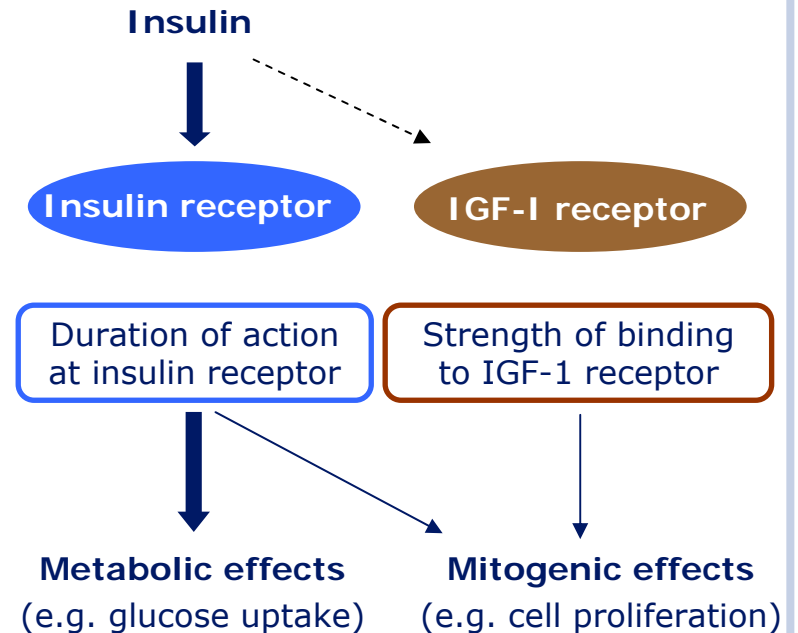 Insulin
Insulin receptor
IGF-I receptor
Duration of action
at insulin receptor
Strength of binding
to IGF-1 receptor
Metabolic effects
(e.g. glucose uptake)
Mitogenic effects
(e.g. cell proliferation)